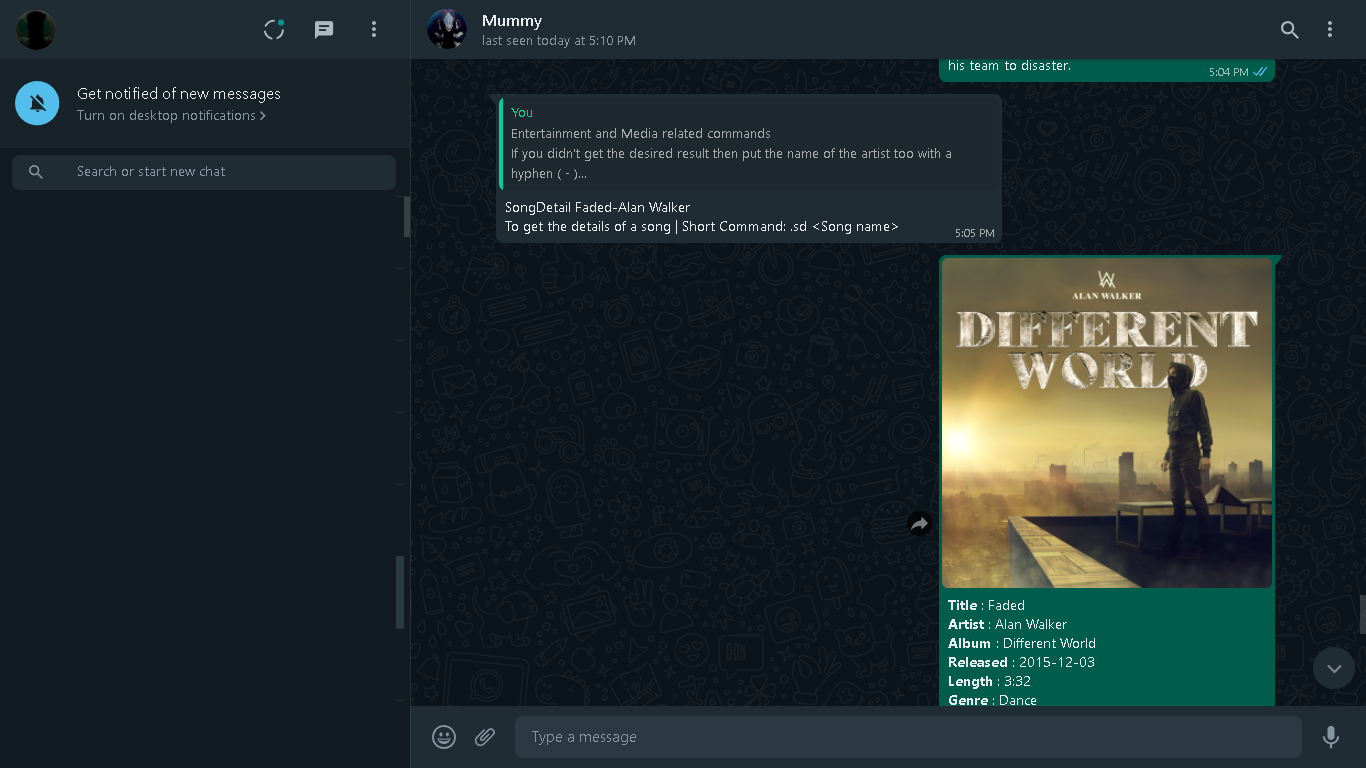 Get notified of new messages
Turn on desktop notifications >
Search or start new chat
Mummy
last seen today at 5:10 PM
his team to disaster.
5:04 PM
You
Entertainment and Media related commands
If you didn't get the desired result then put the name of the artist too with a
hyphen ( - )...
SongDetail Faded-Alan Walker
To get the details of a song | Short Command: .sd <Song name>
5:05 PM
ALAN WALKER
DIFFERENT
WORLD
Title : Faded
Artist : Alan Walker
Album : Different World
Released : 2015-12-03
Length : 3:32
Genre : Dance
Type a message